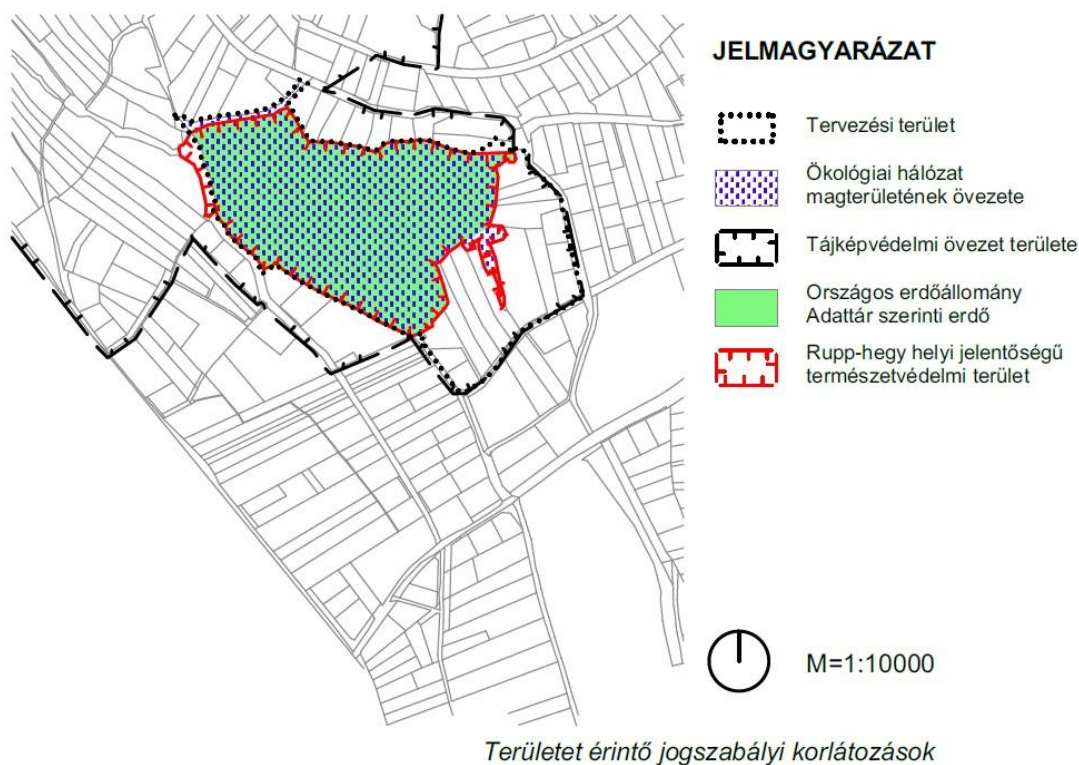 JELMAGYARÁZAT
Tervezési terület
Ökológiai hálózat
magterületének övezete
Tájképvédelmi övezet területe
Országos erdőállomány
Adattár szerinti erdő
Rupp-hegy helyi jelentőségű
természetvédelmi terület
M=1:10000
Területet érintő jogszabályi korlátozások